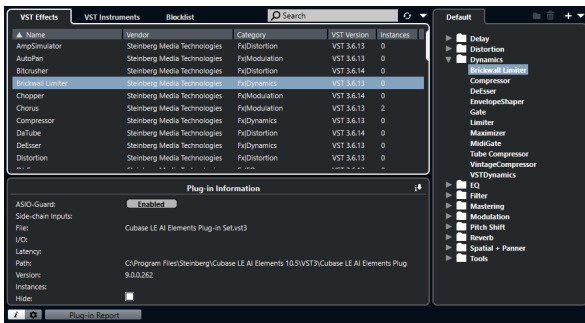 VST Effects VST Instruments Blocklist Search
Name Vendor Category VST Version Instances
AmpSimulator Steinberg Media Technologies Fx|Distortion VST 3.6.14 0
AutoPan Steinberg Media Technologies Fx|Modulation VST 3.6.13 0
Bitcrusher Steinberg Media Technologies Fx|Distortion VST 3.6.14 0
Brickwall Limiter Steinberg Media Technologies Fx|Dynamics VST 3.6.13 0
Chopper Steinberg Media Technologies Fx|Modulation VST 3.6.14 0
Chorus Steinberg Media Technologies Fx|Modulation VST 3.6.13 2
Compressor Steinberg Media Technologies Fx|Dynamics VST 3.6.13 0
DaTube Steinberg Media Technologies Fx|Distortion VST 3.6.14 0
DeEsser Steinberg Media Technologies Fx|Dynamics VST 3.6.13 0
Distortion Steinberg Media Technologies Fx|Distortion VST 3.6.13 0
Plug-in Information
ASIO-Guard: Enabled
Side-chain Inputs:
File: Cubase LE AI Elements Plug-in Set.vst3
I/O:
Latency:
Path: C:\Program Files\Steinberg\Cubase LE AI Elements 10.5\VST3\Cubase LE AI Elements Plug
Version: 9.0.0.262
Instances:
Hide:
i Plug-in Report
Default
Delay
Distortion
Dynamics
Brickwall Limiter
Compressor
DeEsser
EnvelopeShaper
Gate
Limiter
Maximizer
MidiGate
Tube Compressor
VintageCompressor
VSTDynamics
EQ
Filter
Mastering
Modulation
Pitch Shift
Reverb
Spatial + Panner
Tools